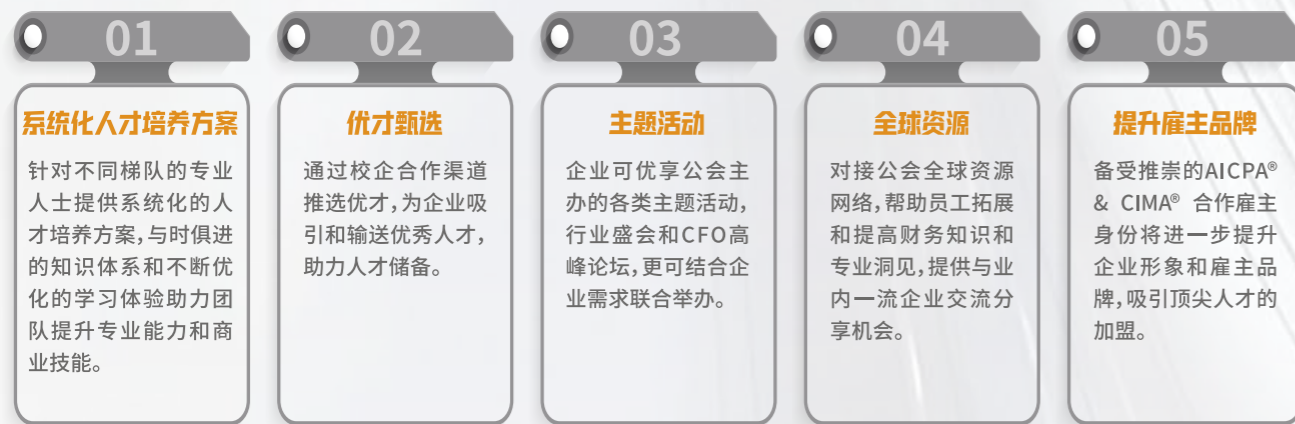 01
系统化人才培养方案
针对不同梯队的专业
人士提供系统化的人
才培养方案,与时俱进
的知识体系和不断优
化的学习体验助力团
队提升专业能力和商
业技能。
02
优才甄选
通过校企合作渠道
推选优才,为企业吸
引和输送优秀人才,
助力人才储备。
03
主题活动
企业可优享公会主
办的各类主题活动,
行业盛会和CFO高
峰论坛,更可结合企
业需求联合举办。
04
全球资源
对接公会全球资源
网络,帮助员工拓展
和提高财务知识和
专业洞见,提供与业
内一流企业交流分
享机会。
05
提升雇主品牌
备受推崇的AICPA®
& CIMA® 合作雇主
身份将进一步提升
企业形象和雇主品
牌,吸引顶尖人才的
加盟。